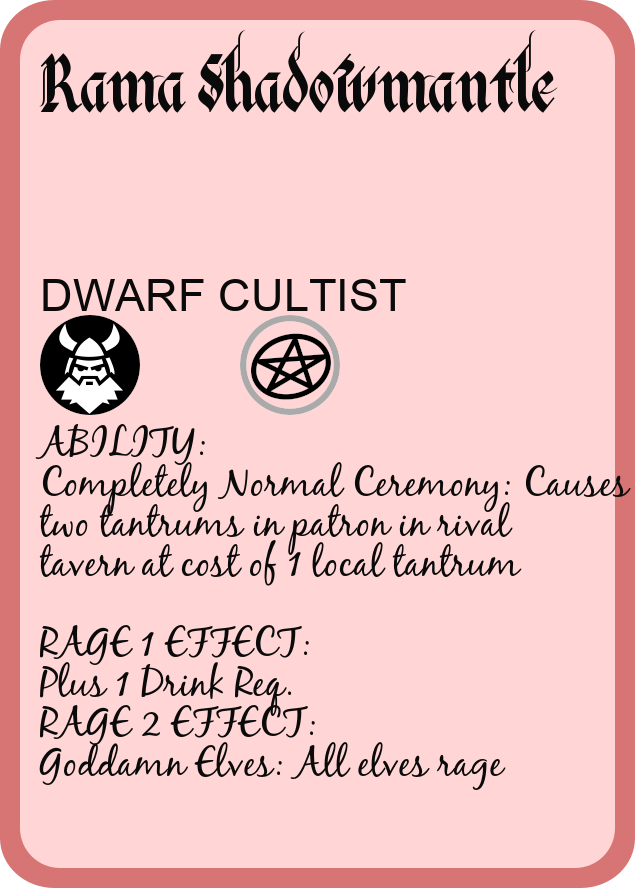 Rama Shadowmantle
DWARF CULTIST
ABILITY:
Completely Normal Ceremony: Causes
two tantrums in patron in rival
tavern at cost of 1 local tantrum
RAGE 1 EFFECT:
Plus 1 Drink Req.
RAGE 2 EFFECT:
Goddamn Elves: All elves rage